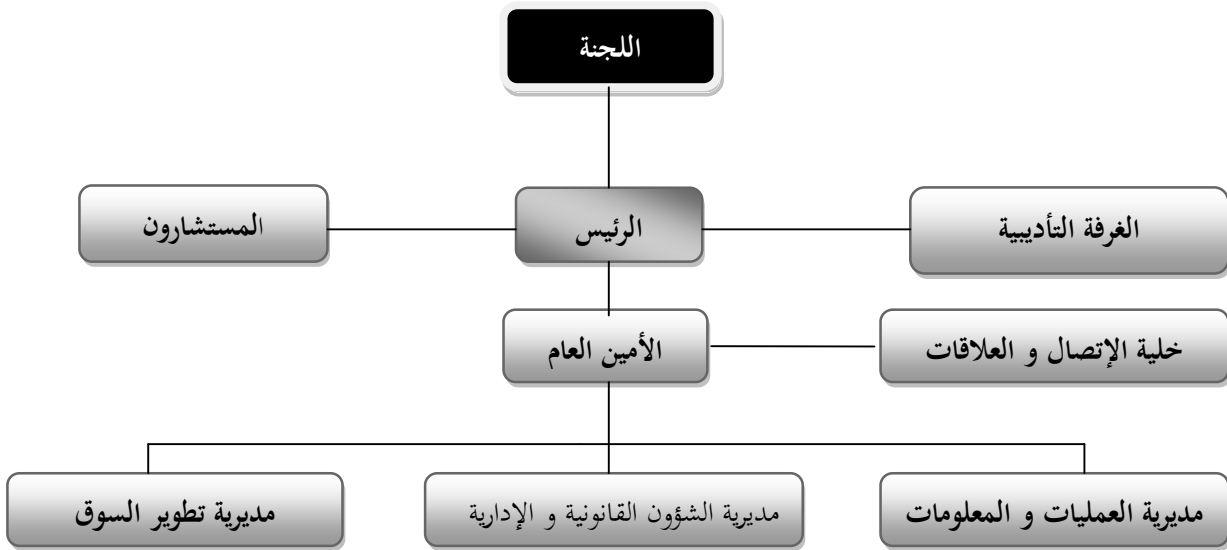 اللجنة
الغرفة التأديبية
الرئيس
المستشارون
خلية الإتصال و العلاقات
الأمين العام
مديرية العمليات و المعلومات
مديرية الشؤون القانونية و الإدارية
مديرية تطوير السوق